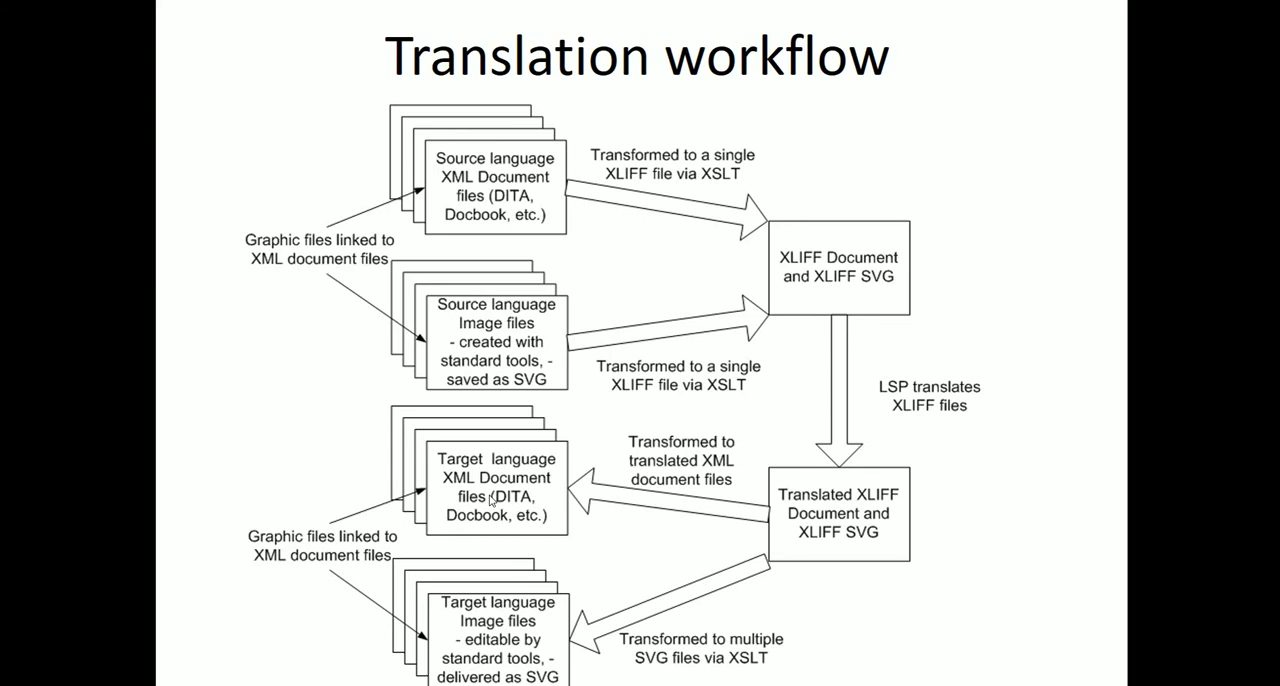 Translation workflow
Source language
XML Document
files (DITA,
Docbook, etc.)
Transformed to a single
XLIFF file via XSLT
Graphic files linked to
XML document files
XLIFF Document
and XLIFF SVG
Source language
Image files
- created with
standard tools, -
saved as SVG
Transformed to a single
XLIFF file via XSLT
LSP translates
XLIFF files
Target language
XML Document
files (DITA,
Docbook, etc.)
Transformed to
translated XML
document files
Translated XLIFF
Document and
XLIFF SVG
Graphic files linked to
XML document files
Target language
Image files
- editable by
standard tools, -
delivered as SVG
Transformed to multiple
SVG files via XSLT